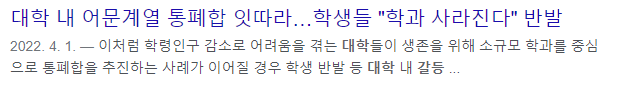 대학 내 어문계열 통폐합 잇따라...학생들 "학과 사라진다" 반발
2022. 4. 1. — 이처럼 학령인구 감소로 어려움을 겪는 대학들이 생존을 위해 소규모 학과를 중심
으로 통폐합을 추진하는 사례가 이어질 경우 학생 반발 등 대학 내 갈등 ...